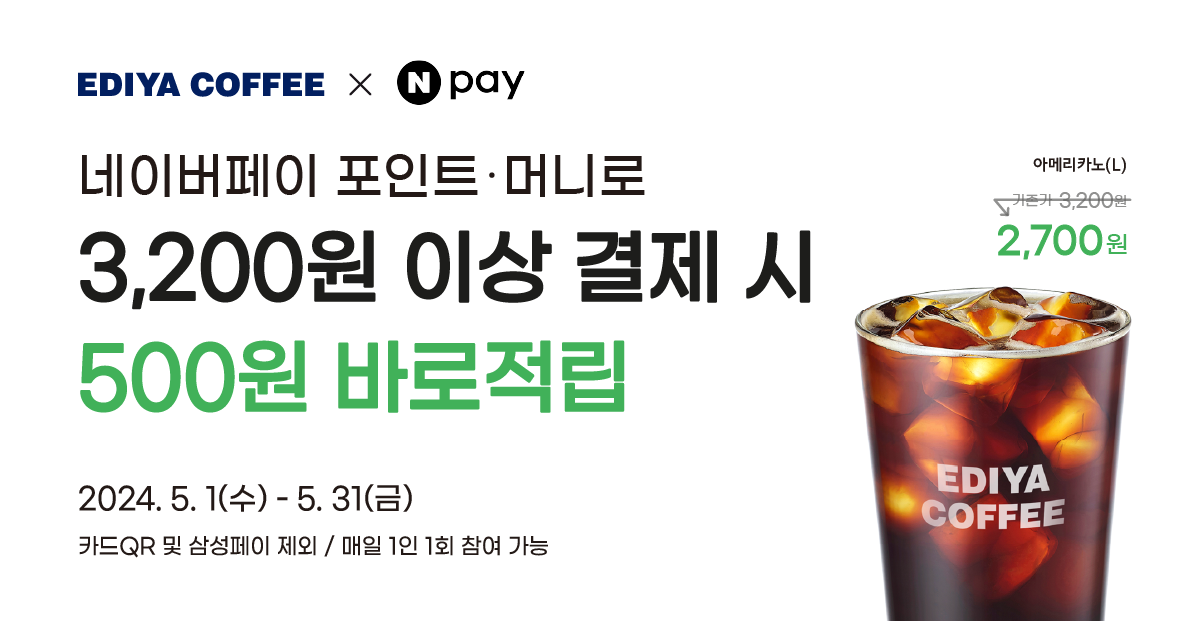 EDIYA COFFEE × N pay
네이버페이 포인트·머니로
3,200원 이상 결제 시
500원 바로적립
2024. 5. 1(수) - 5. 31(금)
카드QR 및 삼성페이 제외 / 매일 1인 1회 참여 가능
아메리카노(L)
기존가 3,200원
2,700원
EDIYA
COFFEE